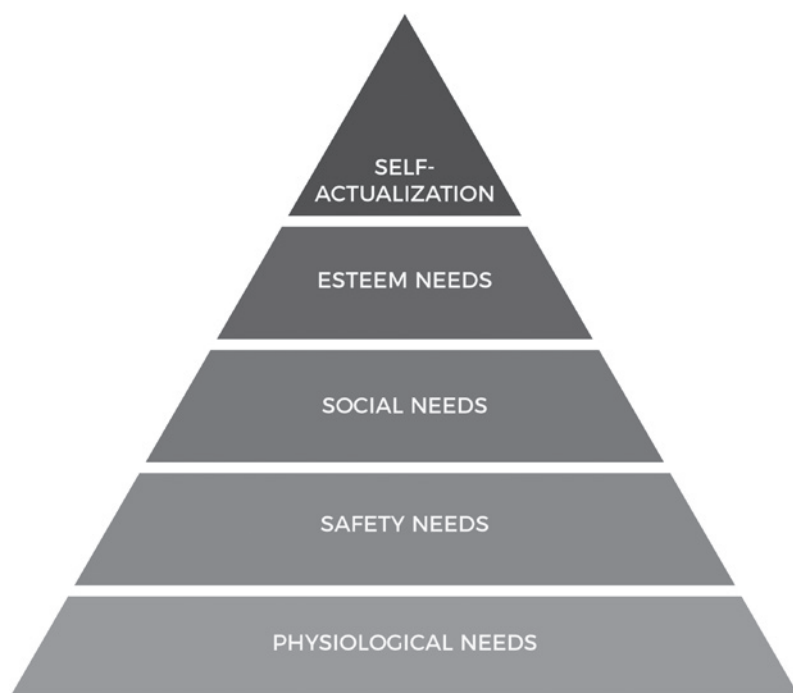 SELF-
ACTUALIZATION
ESTEEM NEEDS
SOCIAL NEEDS
SAFETY NEEDS
PHYSIOLOGICAL NEEDS